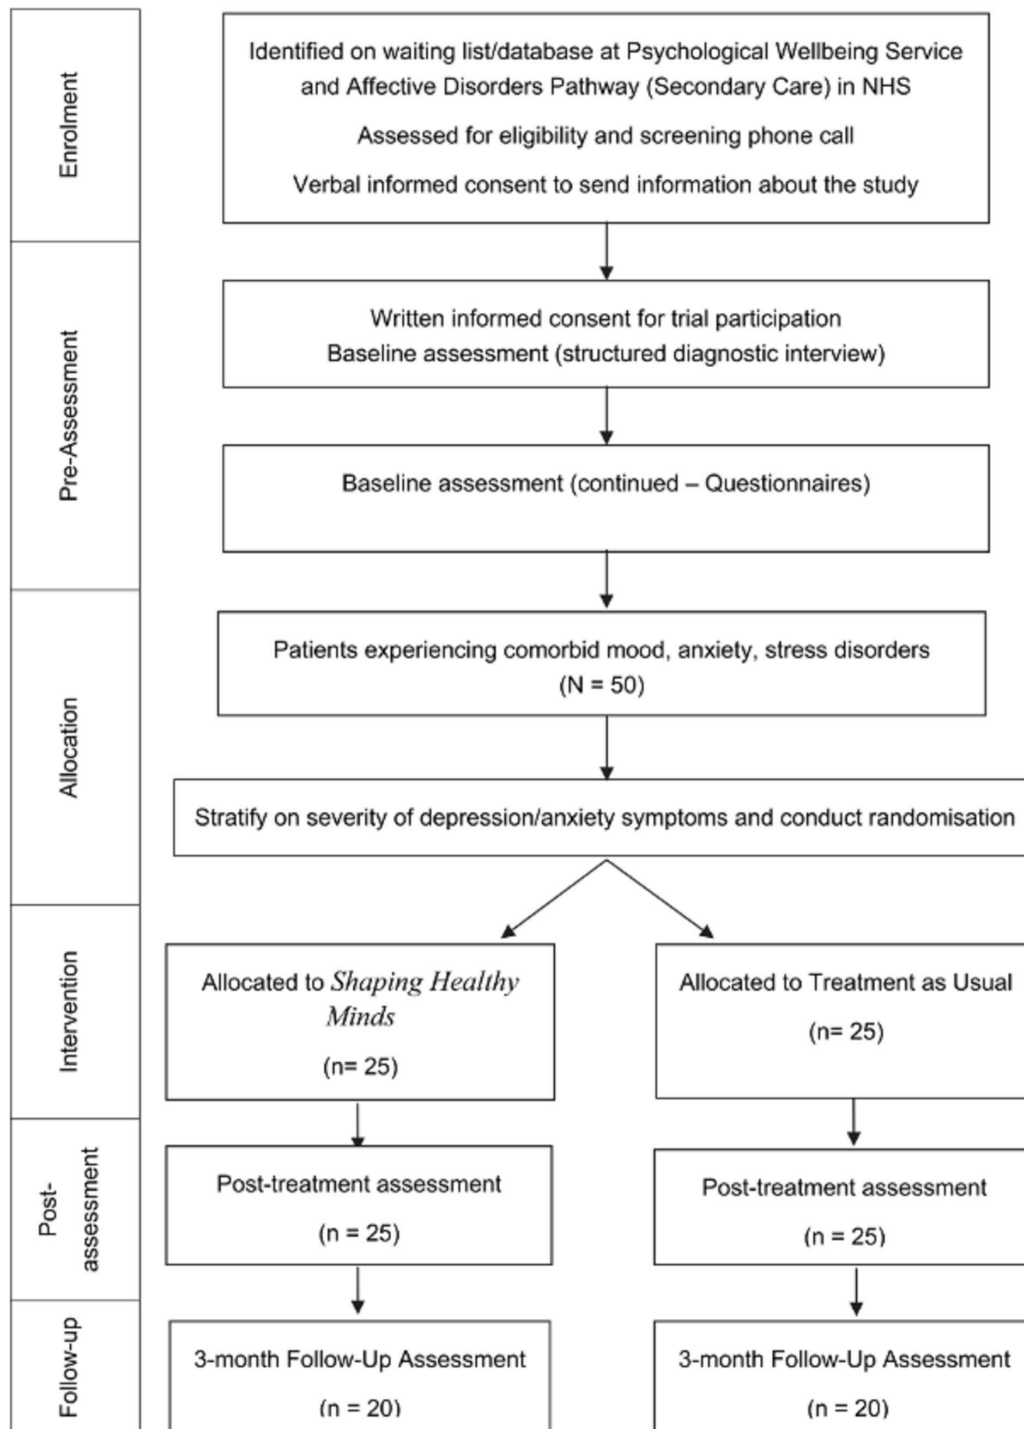 Enrolment
Identified on waiting list/database at Psychological Wellbeing Service
and Affective Disorders Pathway (Secondary Care) in NHS
Assessed for eligibility and screening phone call
Verbal informed consent to send information about the study
Pre-Assessment
Written informed consent for trial participation
Baseline assessment (structured diagnostic interview)
Baseline assessment (continued – Questionnaires)
Allocation
Patients experiencing comorbid mood, anxiety, stress disorders
(N = 50)
Stratify on severity of depression/anxiety symptoms and conduct randomisation
Intervention
Allocated to Shaping Healthy
Minds
(n= 25)
Allocated to Treatment as Usual
(n= 25)
Post-
assessment
Post-treatment assessment
(n = 25)
Post-treatment assessment
(n = 25)
Follow-up
3-month Follow-Up Assessment
(n = 20)
3-month Follow-Up Assessment
(n = 20)